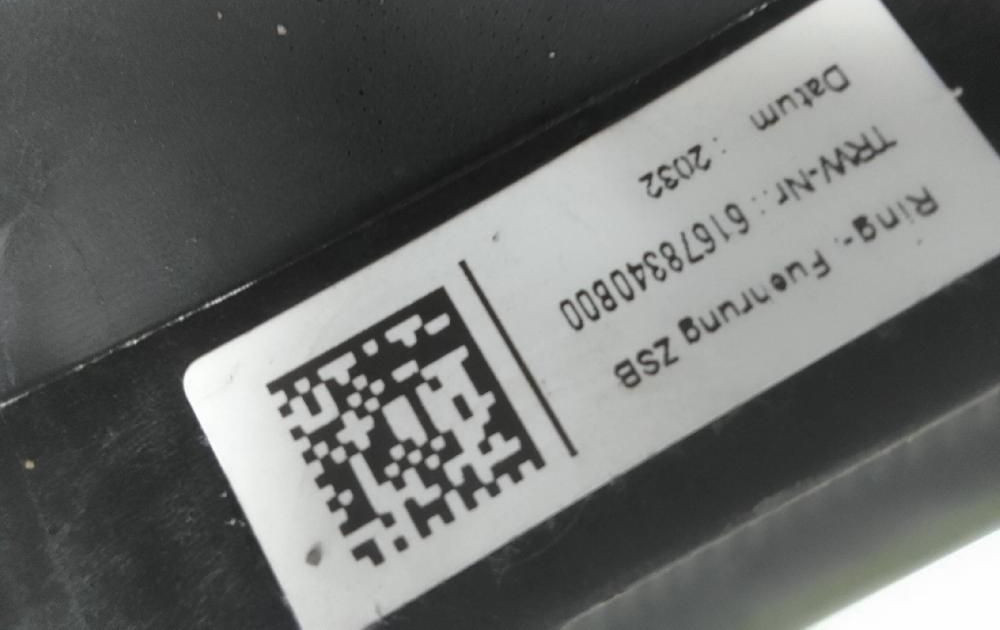 Ring-, Fuehrung ZSB
TRW-Nr.: 61678340800
Datum : 2032